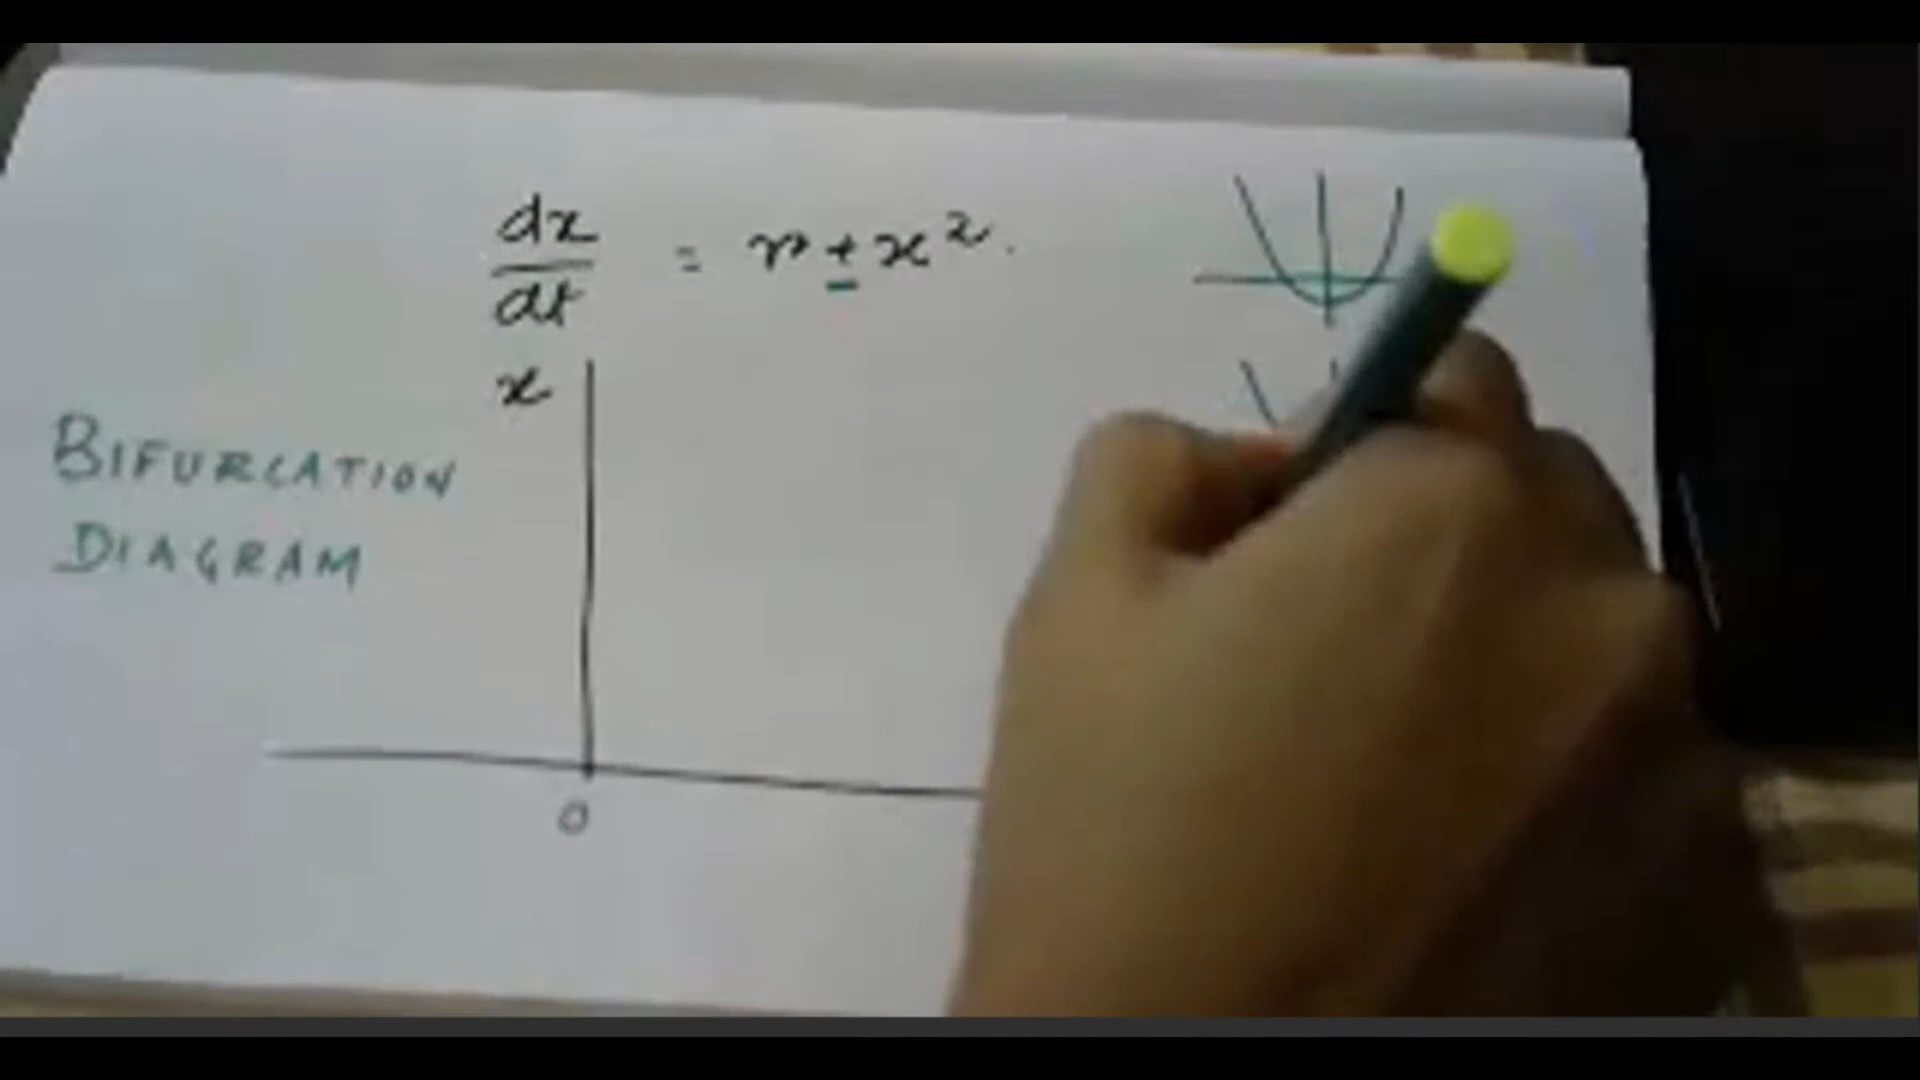 dx/dt = r + x².
x
BIFURCATION
DIAGRAM
0